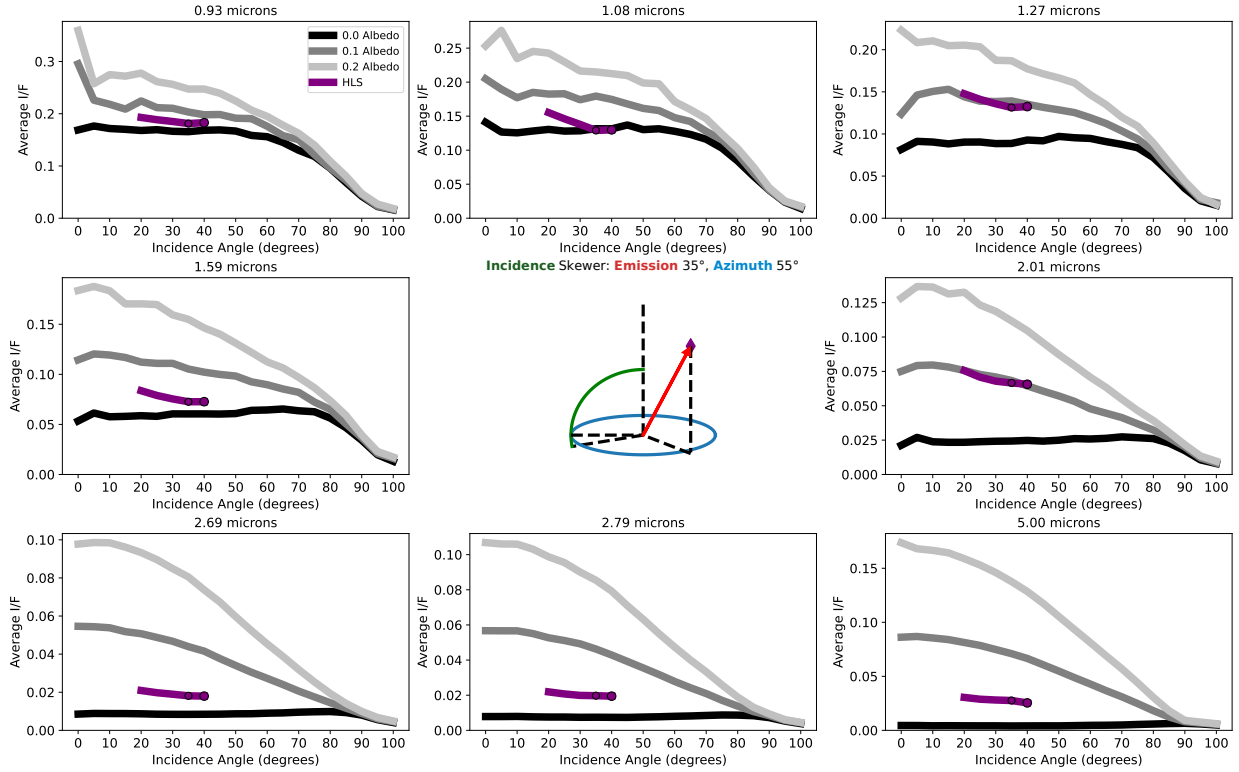 0.93 microns
Average I/F
0.3
0.2
0.1
0.0
0.0 Albedo
0.1 Albedo
0.2 Albedo
HLS
0 10 20 30 40 50 60 70 80 90 100
Incidence Angle (degrees)
1.08 microns
Average I/F
0.25
0.20
0.15
0.10
0.05
0.00
0 10 20 30 40 50 60 70 80 90 100
Incidence Angle (degrees)
1.27 microns
Average I/F
0.20
0.15
0.10
0.05
0.00
0 10 20 30 40 50 60 70 80 90 100
Incidence Angle (degrees)
1.59 microns
Average I/F
0.15
0.10
0.05
0.00
0 10 20 30 40 50 60 70 80 90 100
Incidence Angle (degrees)
Incidence Skewer: Emission 35°, Azimuth 55°
2.01 microns
Average I/F
0.125
0.100
0.075
0.050
0.025
0.000
0 10 20 30 40 50 60 70 80 90 100
Incidence Angle (degrees)
2.69 microns
Average I/F
0.10
0.08
0.06
0.04
0.02
0.00
0 10 20 30 40 50 60 70 80 90 100
Incidence Angle (degrees)
2.79 microns
Average I/F
0.10
0.08
0.06
0.04
0.02
0.00
0 10 20 30 40 50 60 70 80 90 100
Incidence Angle (degrees)
5.00 microns
Average I/F
0.15
0.10
0.05
0.00
0 10 20 30 40 50 60 70 80 90 100
Incidence Angle (degrees)